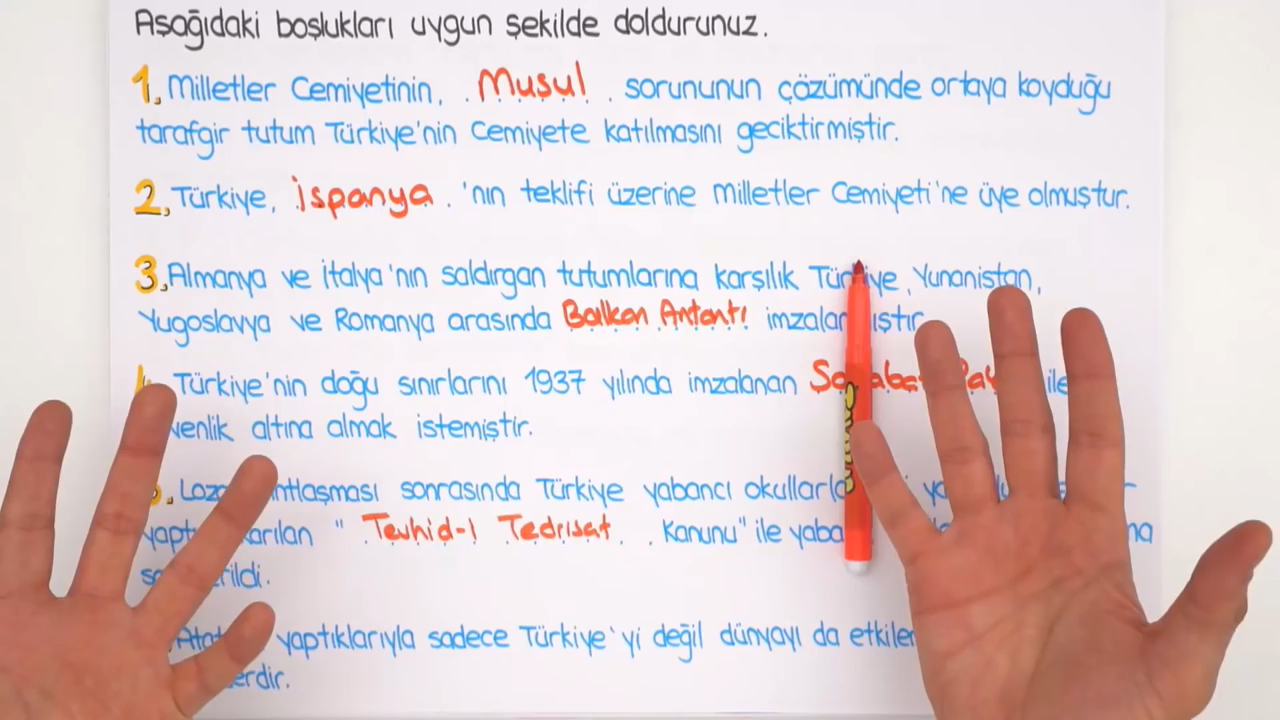 Aşağıdaki boşlukları uygun şekilde doldurunuz.
1. Milletler Cemiyetinin, . Musul . sorununun çözümünde ortaya koyduğu
tarafgir tutum Türkiye'nin Cemiyete katılmasını geciktirmiştir.
2. Türkiye, İspanya . 'nın teklifi üzerine milletler Cemiyeti'ne üye olmuştur.
3. Almanya ve İtalya'nın saldırgan tutumlarına karşılık Türkiye, Yunanistan,
Yugoslavya ve Romanya arasında Balkan Antantı
Türkiye'nin doğu sınırlarını 1937 yılında imzalanan ile
altına almak istemiştir.
sonrasında Türkiye yabancı
" Tevhid-i Tedrisat . . Kanunu" ile
yaptıklarıyla sadece Türkiye'yi değil dünyayı da